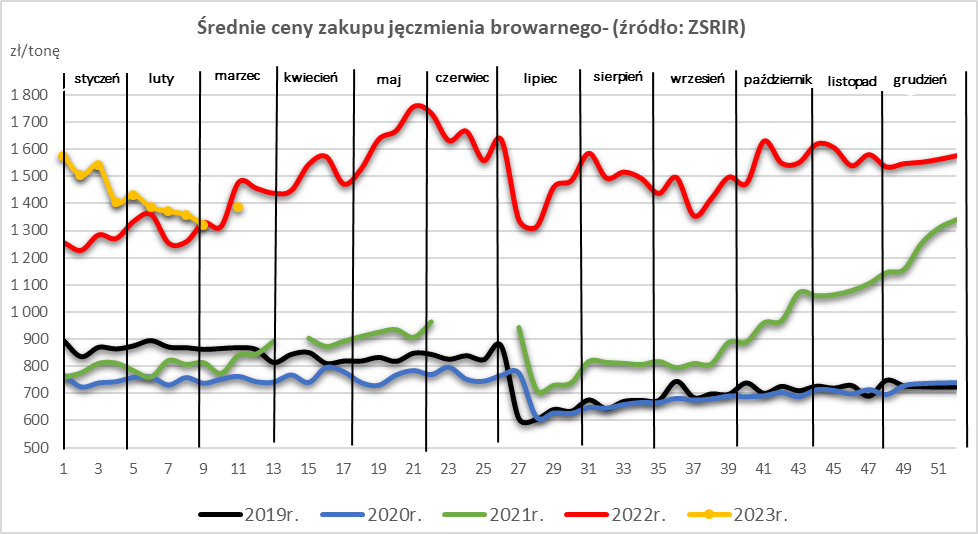 Średnie ceny zakupu jęczmienia browarnego- (źródło: ZSRIR)
zł/tonę
styczeń luty marzec kwiecień maj czerwiec lipiec sierpień wrzesień październik listopad grudzień
1 800
1 700
1 600
1 500
1 400
1 300
1 200
1 100
1 000
900
800
700
600
500
1 3 5 7 9 11 13 15 17 19 21 23 25 27 29 31 33 35 37 39 41 43 45 47 49 51
2019r. 2020r. 2021r. 2022r. 2023r.